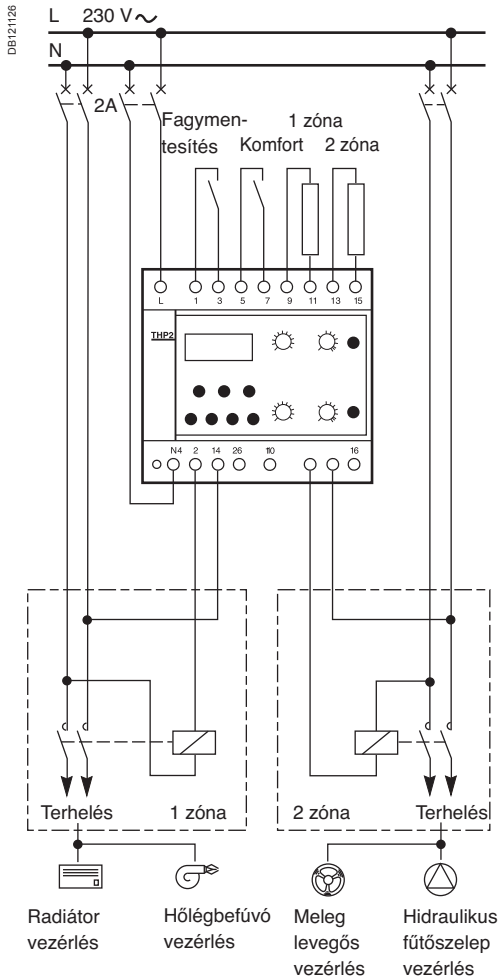 DB121126
L 230 V
N
2A
Fagymen-
tesítés
Komfort
1 zóna
2 zóna
L 1 3 5 7 9 11 13 15
THP2
N4 2 14 26 110 16
Terhelés 1 zóna
2 zóna Terhelés
Radiátor
vezérlés
Hőlégbefúvó
vezérlés
Meleg
levegős
vezérlés
Hidraulikus
fűtőszelep
vezérlés